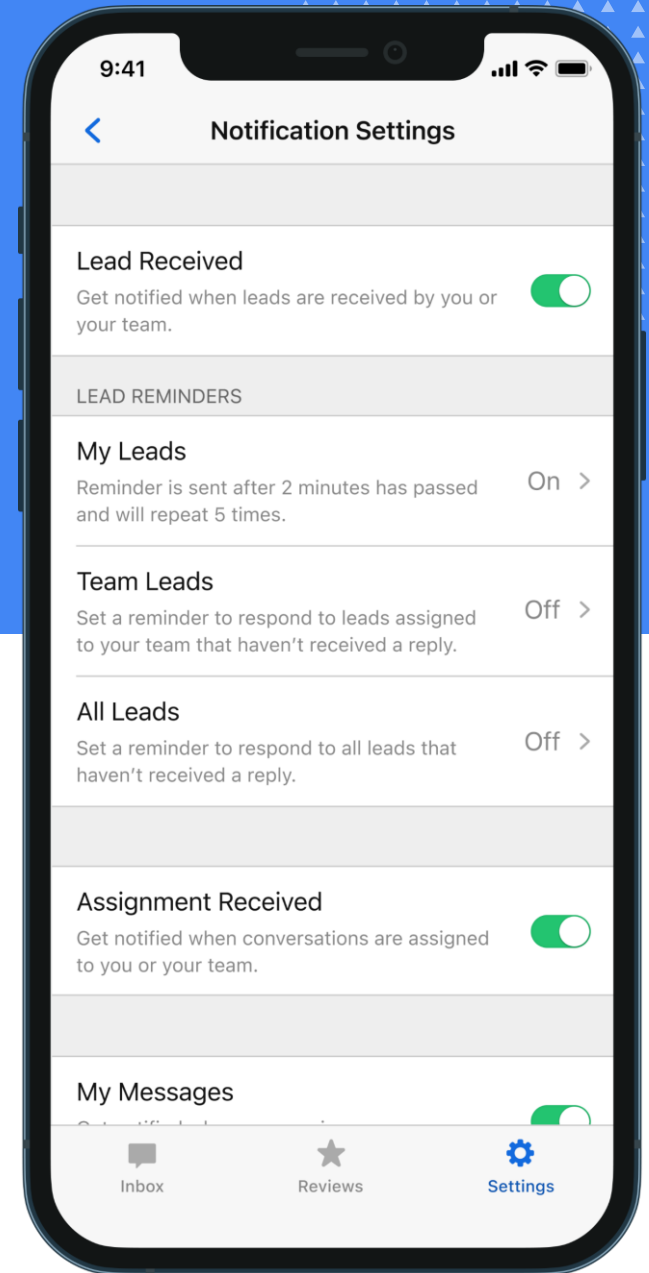 9:41
Notification Settings
Lead Received
Get notified when leads are received by you or
your team.
LEAD REMINDERS
My Leads
Reminder is sent after 2 minutes has passed
and will repeat 5 times.
On
Team Leads
Set a reminder to respond to leads assigned
to your team that haven’t received a reply.
Off
All Leads
Set a reminder to respond to all leads that
haven’t received a reply.
Off
Assignment Received
Get notified when conversations are assigned
to you or your team.
My Messages
Inbox
Reviews
Settings